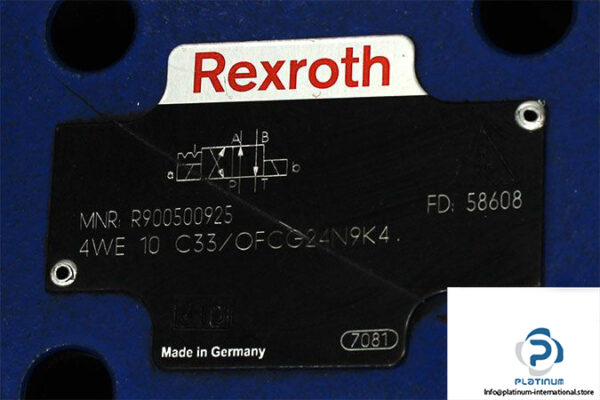 Rexroth
A B
a b
P T
MNR: R900500925
FD: 58608
4WE 10 C33/OFCG24N9K4
7081
Made in Germany
PLATINUM
Info@platinum-international.store